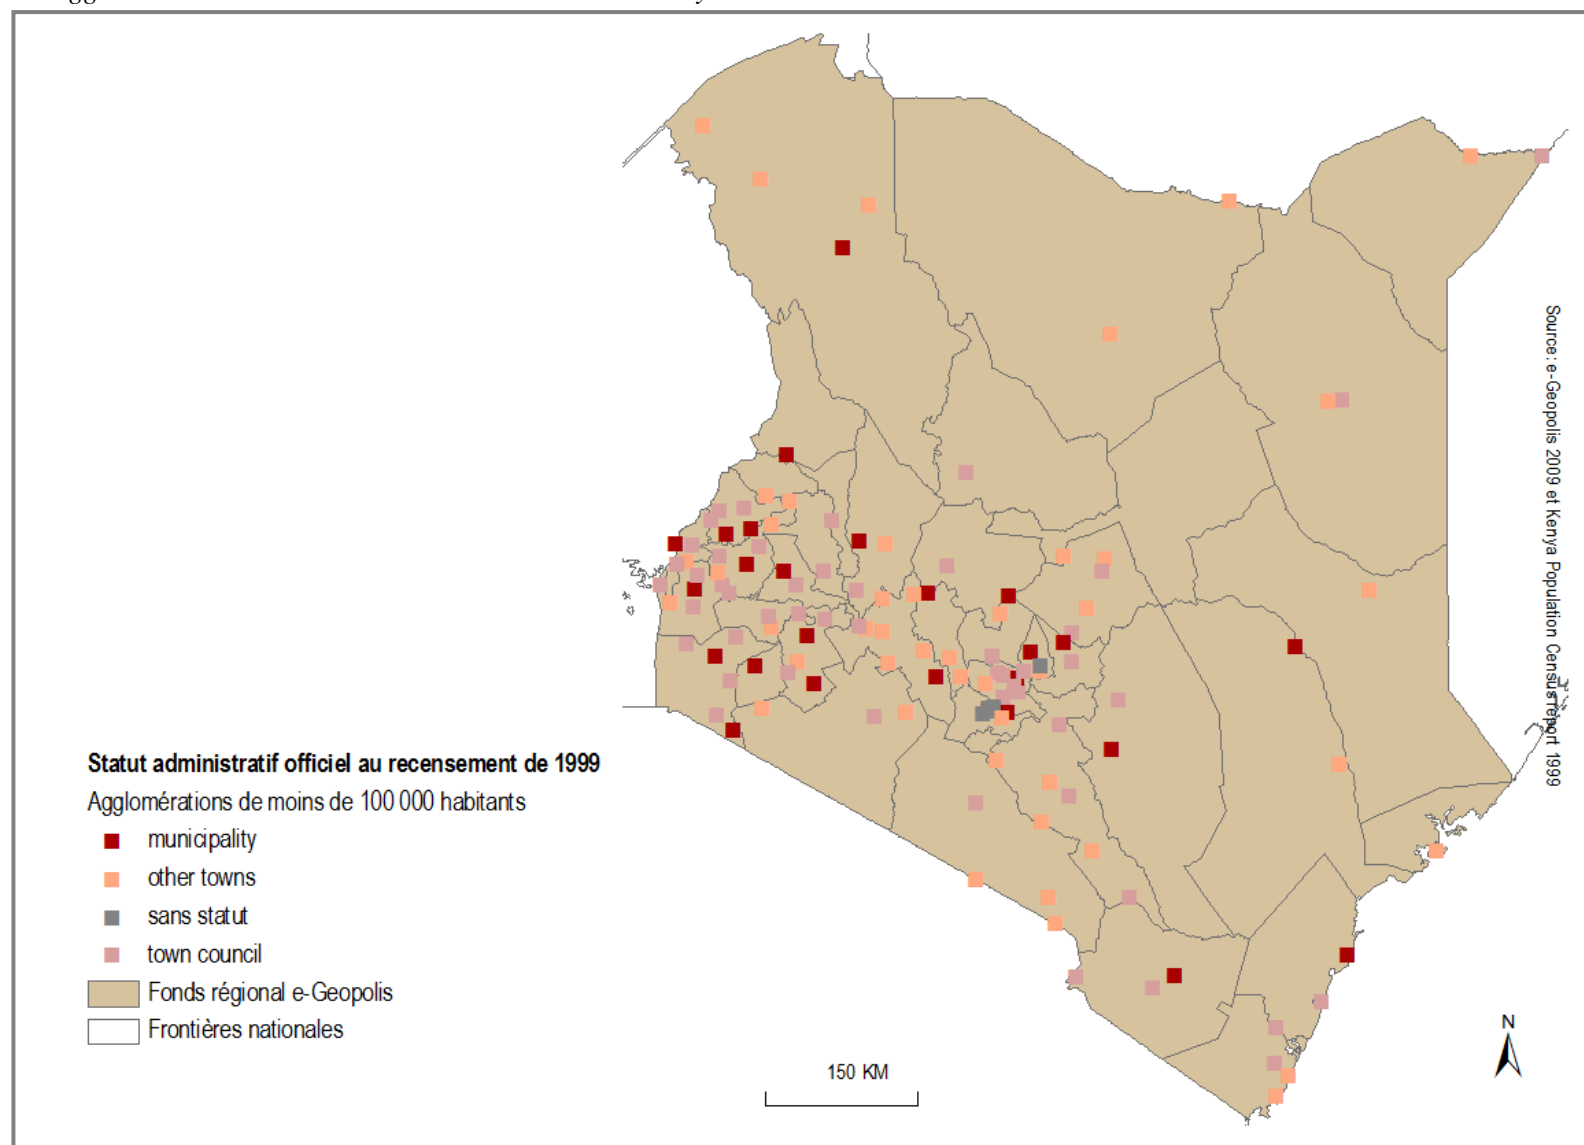 Source: e-Geopolis 2009 et Kenya Population Census report 1999
Statut administratif officiel au recensement de 1999
Agglomérations de moins de 100 000 habitants
municipality
other towns
sans statut
town council
Fonds régional e-Geopolis
Frontières nationales
150 KM
N